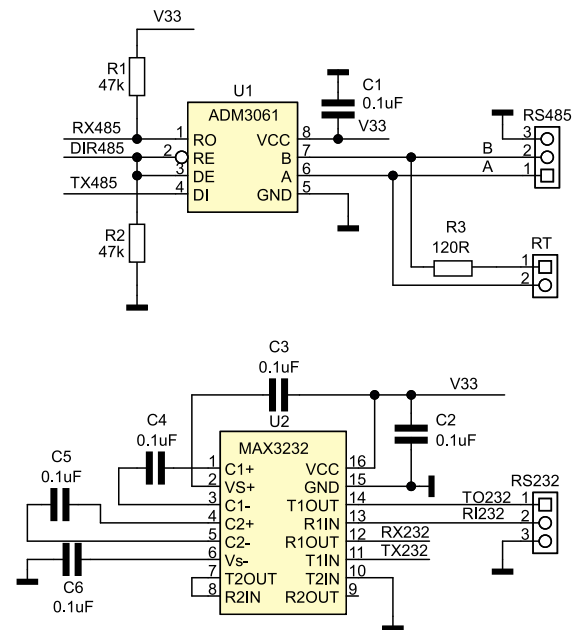 V33
R1
47k
U1
ADM3061
C1
0.1uF
V33
RS485
RX485 1 RO VCC 8
DIR485 2 RE B 7 B 3
3 DE A 6 A 2
TX485 4 DI GND 5 1
R2
47k
R3
120R
RT
1
2
C3
0.1uF
V33
U2
MAX3232
C4
0.1uF
C2
0.1uF
C5
0.1uF
1 C1+ VCC 16
2 VS+ GND 15
3 C1- T1OUT 14 TO232 1 RS232
4 C2+ R1IN 13 RI232 2
5 C2- R1OUT 12 RX232 3
6 Vs- T1IN 11 TX232
7 T2OUT T2IN 10
8 R2IN R2OUT 9
C6
0.1uF